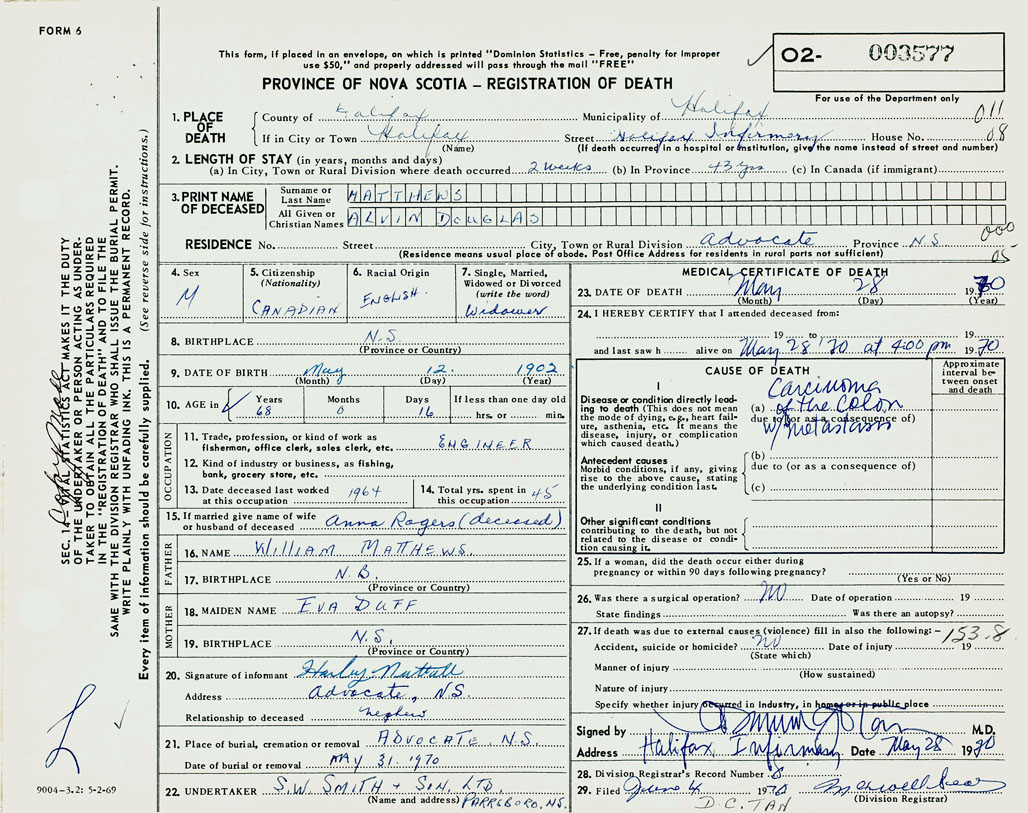 FORM 6
This form, if placed in an envelope, on which is printed "Dominion Statistics – Free, penalty for improper
use $50," and properly addressed will pass through the mail "FREE"
PROVINCE OF NOVA SCOTIA – REGISTRATION OF DEATH
02- 003577
For use of the Department only
011
08
1. PLACE OF DEATH
County of Halifax Municipality of Halifax
If in City or Town Halifax Street Halifax Infirmary House No.
(Name) (If death occurred in a hospital or institution, give the name instead of street and number)
2. LENGTH OF STAY (in years, months and days)
(a) In City, Town or Rural Division where death occurred 2 weeks (b) In Province 43 yrs (c) In Canada (if immigrant)
3. PRINT NAME OF DECEASED
Surname or Last Name MATTHEWS
All Given or Christian Names ALVIN DOUGLAS
000
05
RESIDENCE No. Street City, Town or Rural Division Advocate Province N.S
(Residence means usual place of abode. Post Office Address for residents in rural parts not sufficient)
4. Sex
M
5. Citizenship
(Nationality)
CANADIAN
6. Racial Origin
ENGLISH
7. Single, Married,
Widowed or Divorced
(write the word)
Widower
8. BIRTHPLACE N.S.
(Province or Country)
9. DATE OF BIRTH May 12. 1902
(Month) (Day) (Year)
10. AGE in
Years
68
Months
0
Days
16
If less than one day old
hrs. or min.
OCCUPATION
11. Trade, profession, or kind of work as
fisherman, office clerk, sales clerk, etc. ENGINEER
12. Kind of industry or business, as fishing,
bank, grocery store, etc.
13. Date deceased last worked
at this occupation 1964
14. Total yrs. spent in
this occupation 45
15. If married give name of wife
or husband of deceased Anna Rogers (deceased)
FATHER
16. NAME WILLIAM MATTHEWS.
17. BIRTHPLACE N.B.
(Province or Country)
MOTHER
18. MAIDEN NAME EVA DUFF
19. BIRTHPLACE N.S.
(Province or Country)
20. Signature of informant Harley Nuttall
Address Advocate, N.S.
Relationship to deceased nephew
21. Place of burial, cremation or removal ADVOCATE N.S.
Date of burial or removal MAY 31. 1970
22. UNDERTAKER S.W. SMITH + SON, LTD.
(Name and address) PARRSBORO, N.S.
MEDICAL CERTIFICATE OF DEATH
23. DATE OF DEATH May 28 1970
(Month) (Day) (Year)
24. I HEREBY CERTIFY that I attended deceased from:
19 to 19
and last saw h alive on May 28 '70 at 4:00 pm 1970
CAUSE OF DEATH
Approximate
interval be-
tween onset
and death
I
Disease or condition directly lead-
ing to death (This does not
mean the mode of dying, e.g., heart fail-
ure, asthenia, etc. It means the
disease, injury, or complication
which caused death.)
Carcinoma
(a) of the Colon
due to (or as a consequence of)
w/ metastasis
Antecedent causes
Morbid conditions, if any, giving
rise to the above cause, stating
the underlying condition last.
(b)
due to (or as a consequence of)
(c)
II
Other significant conditions
contributing to the death, but not
related to the disease or condi-
tion causing it.
25. If a woman, did the death occur either during
pregnancy or within 90 days following pregnancy?
(Yes or No)
26. Was there a surgical operation? NO Date of operation 19
State findings Was there an autopsy?
27. If death was due to external causes (violence) fill in also the following:– 153.8
Accident, suicide or homicide? no Date of injury 19
(State which)
Manner of injury
(How sustained)
Nature of injury
Specify whether injury occurred in Industry, in home or in public place
Signed by M.D.
Address Halifax Infirmary Date May 28 1970
28. Division Registrar's Record Number 8
29. Filed June 4 1970
(Division Registrar)
D.C. TAN
SEC. 14—VITAL STATISTICS ACT MAKES IT THE DUTY
OF THE UNDERTAKER OR PERSON ACTING AS UNDER-
TAKER TO OBTAIN ALL THE PARTICULARS REQUIRED
IN THE "REGISTRATION OF DEATH" AND TO FILE THE
SAME WITH THE DIVISION REGISTRAR WHO SHALL ISSUE THE BURIAL PERMIT.
WRITE PLAINLY WITH UNFADING INK. THIS IS A PERMANENT RECORD.
Every item of information should be carefully supplied. (See reverse side for instructions.)
9004-3.2: 5-2-69